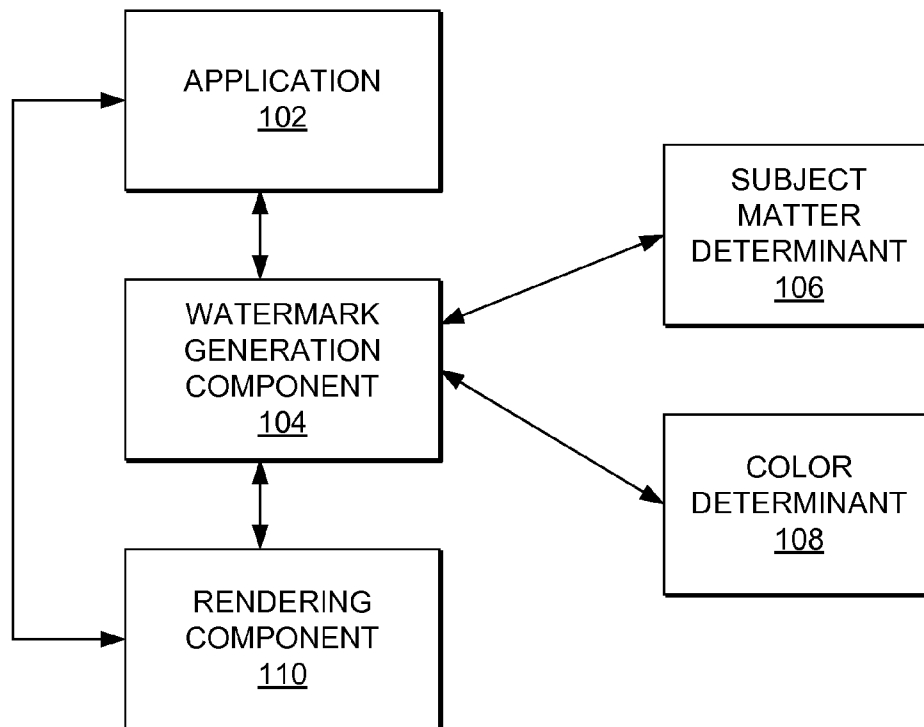 APPLICATION
102
WATERMARK
GENERATION
COMPONENT
104
RENDERING
COMPONENT
110
SUBJECT
MATTER
DETERMINANT
106
COLOR
DETERMINANT
108